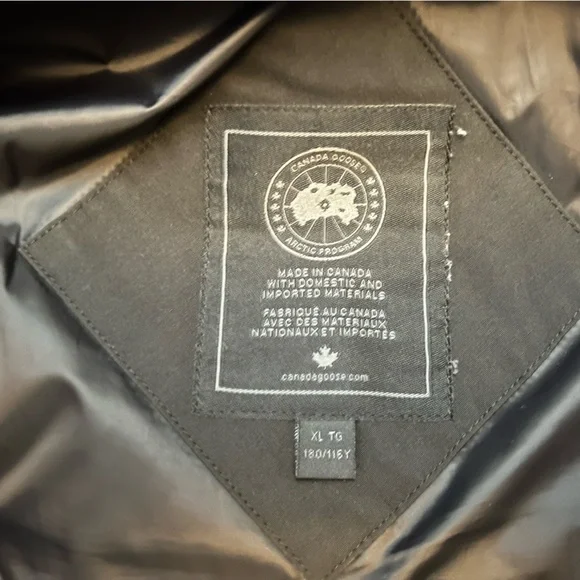 CANADA GOOSE®
ARCTIC PROGRAM
MADE IN CANADA
WITH DOMESTIC AND
IMPORTED MATERIALS
FABRIQUÉ AU CANADA
AVEC DES MATÉRIAUX
NATIONAUX ET IMPORTÉS
canadagoose.com
XL TG
180/116Y